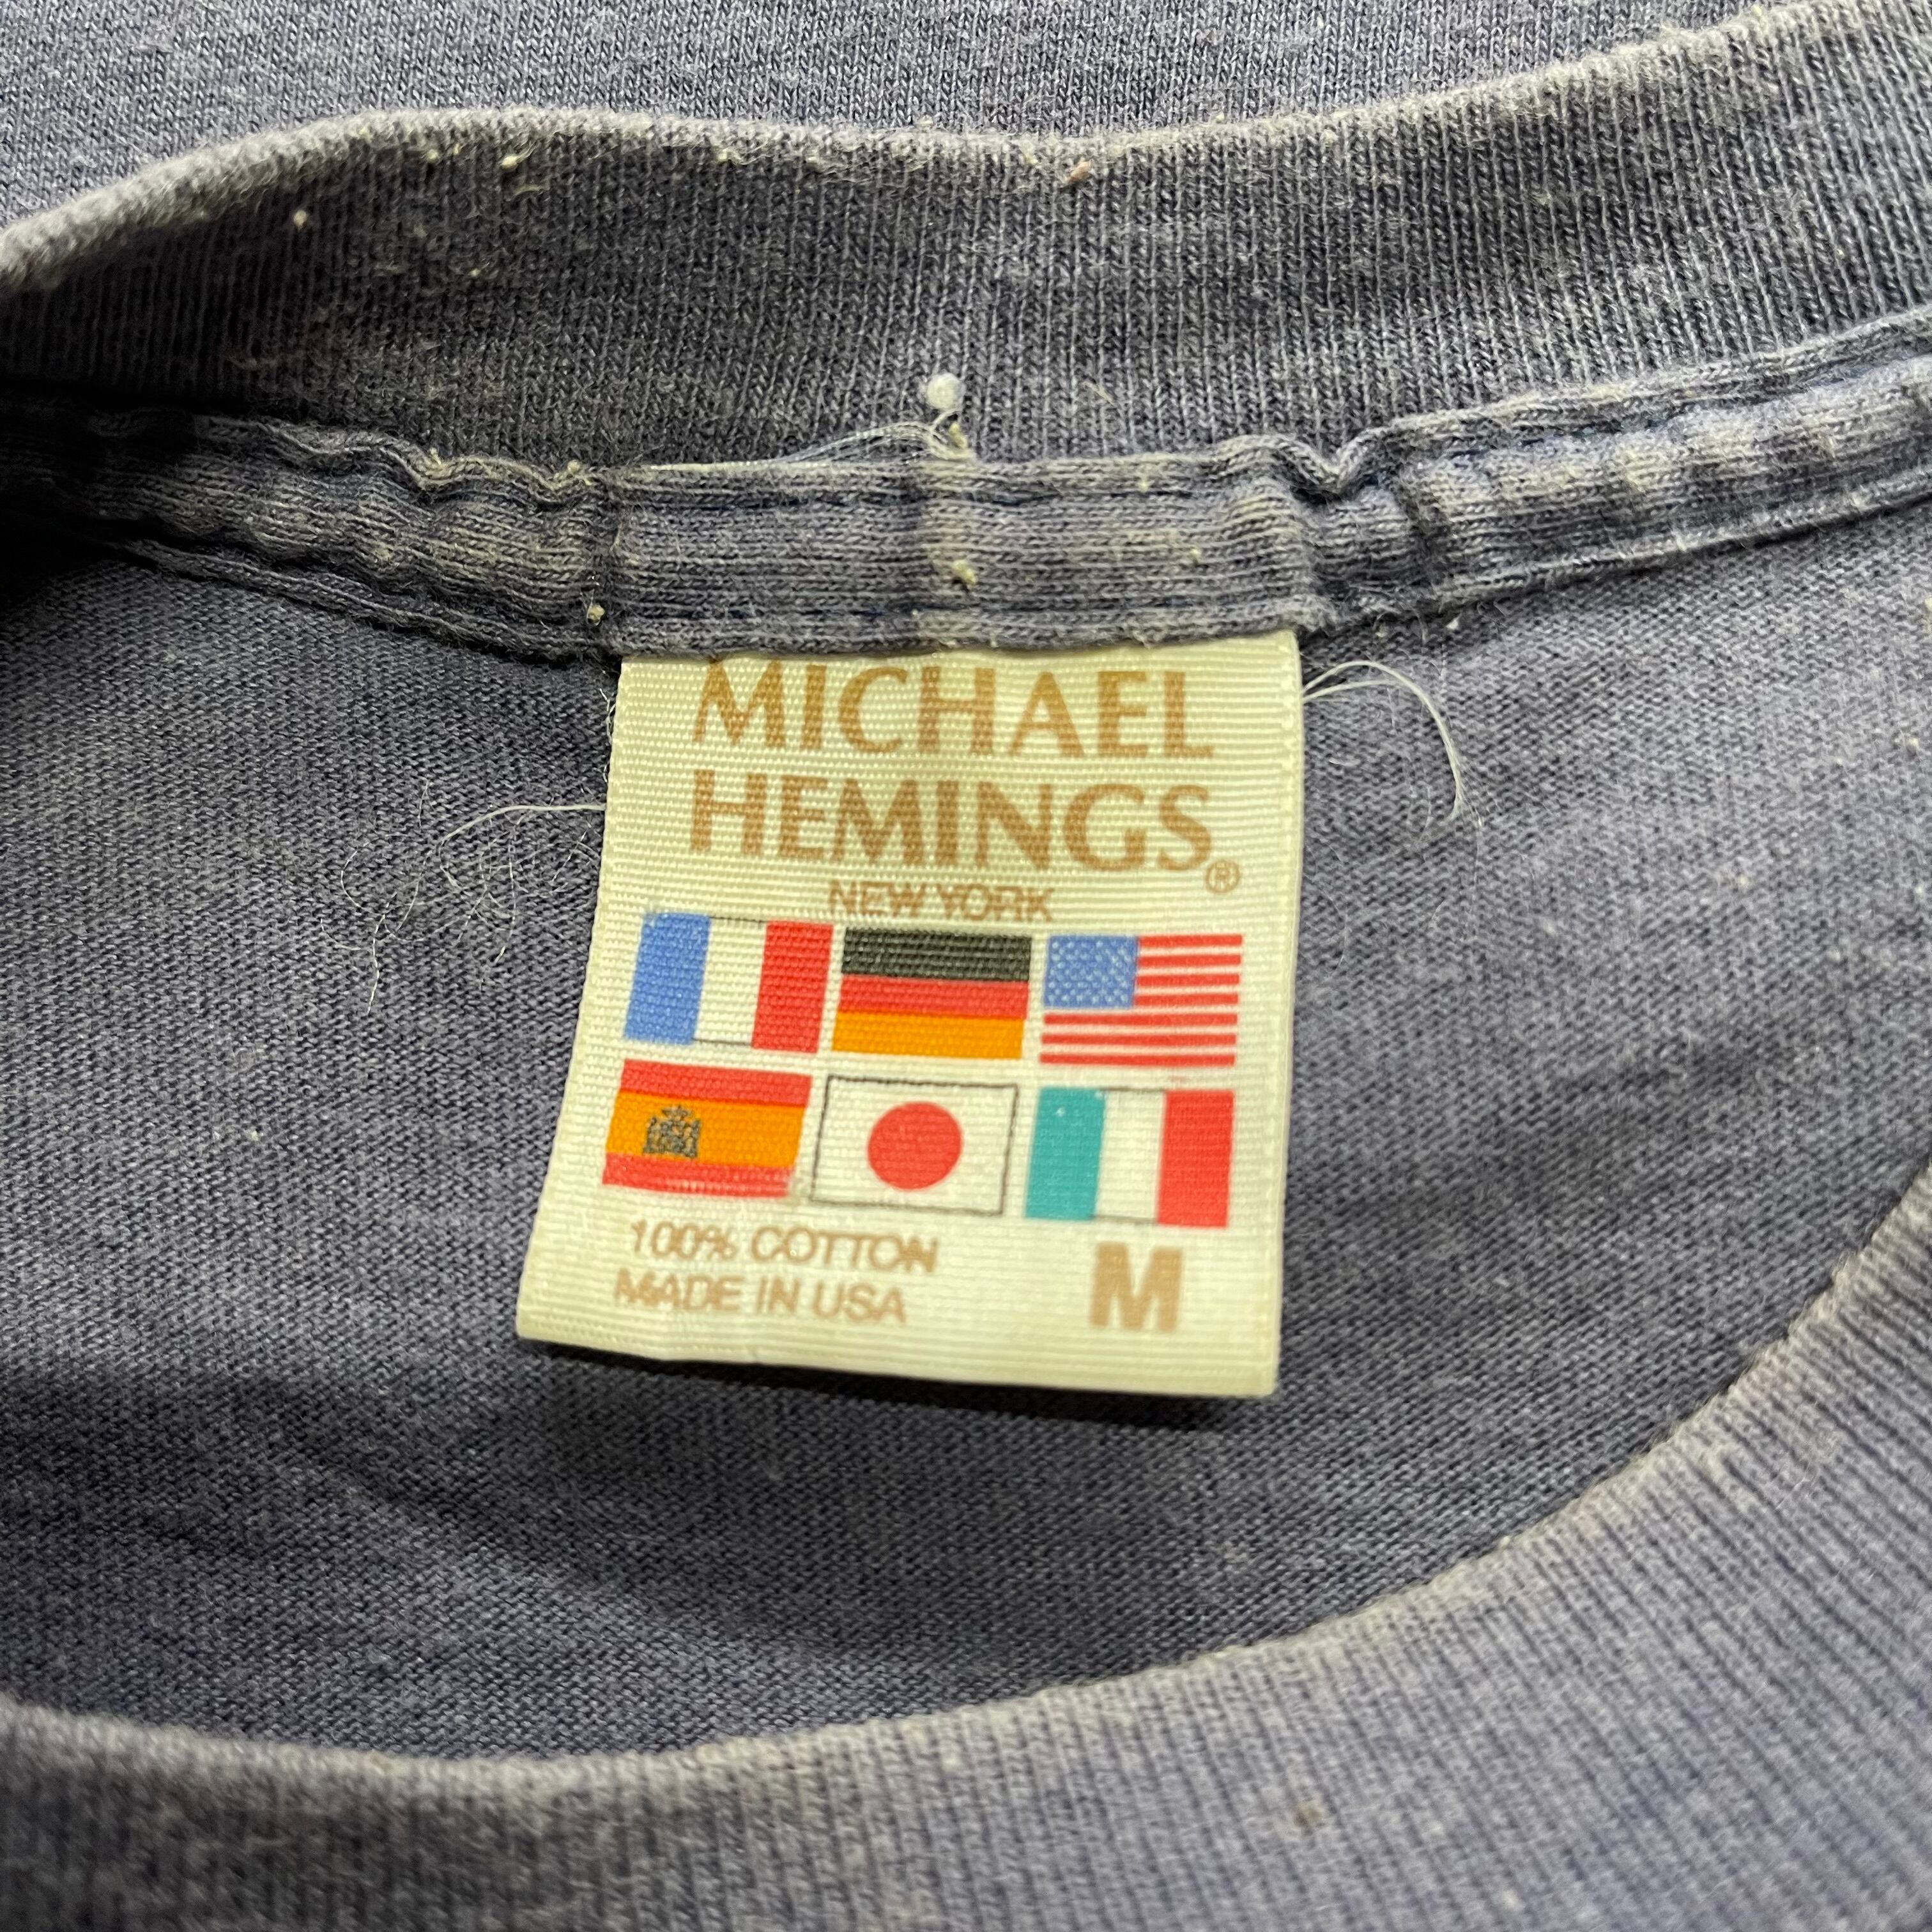 MICHAEL
HEMINGS®
NEW YORK
100% COTTON
MADE IN USA
M